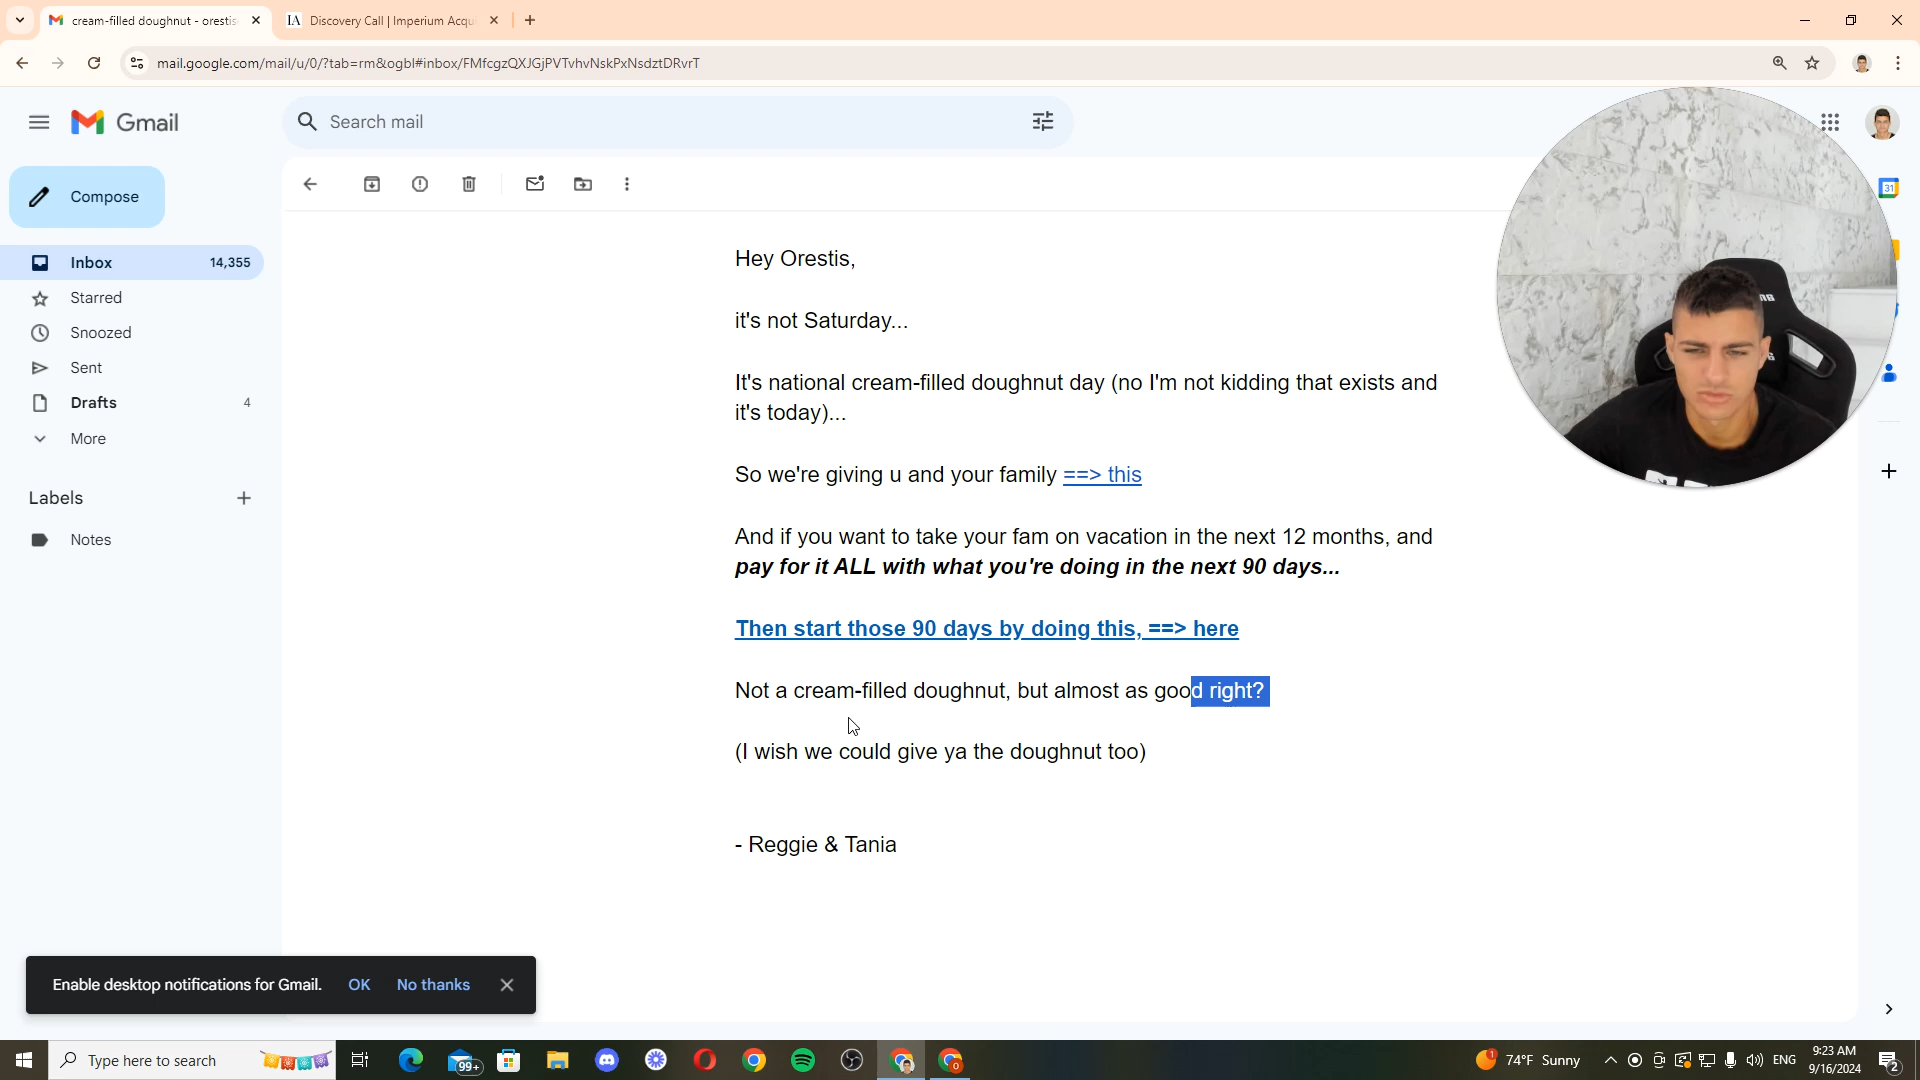 cream-filled doughnut - orestis
Discovery Call | Imperium Acqu
mail.google.com/mail/u/0/?tab=rm&ogbl#inbox/FMfcgzQXJGjPVTvhvNskPxNsdztDRvrT
Gmail
Search mail
Compose
Inbox 14,355
Starred
Snoozed
Sent
Drafts 4
More
Labels
Notes
Hey Orestis,
it's not Saturday...
It's national cream-filled doughnut day (no I'm not kidding that exists and
it's today)...
So we're giving u and your family ==> this
And if you want to take your fam on vacation in the next 12 months, and
pay for it ALL with what you're doing in the next 90 days...
Then start those 90 days by doing this, ==> here
Not a cream-filled doughnut, but almost as good right?
(I wish we could give ya the doughnut too)
- Reggie & Tania
31
Enable desktop notifications for Gmail. OK No thanks
Type here to search
99+
1
74°F Sunny
ENG
9:23 AM
9/16/2024
2